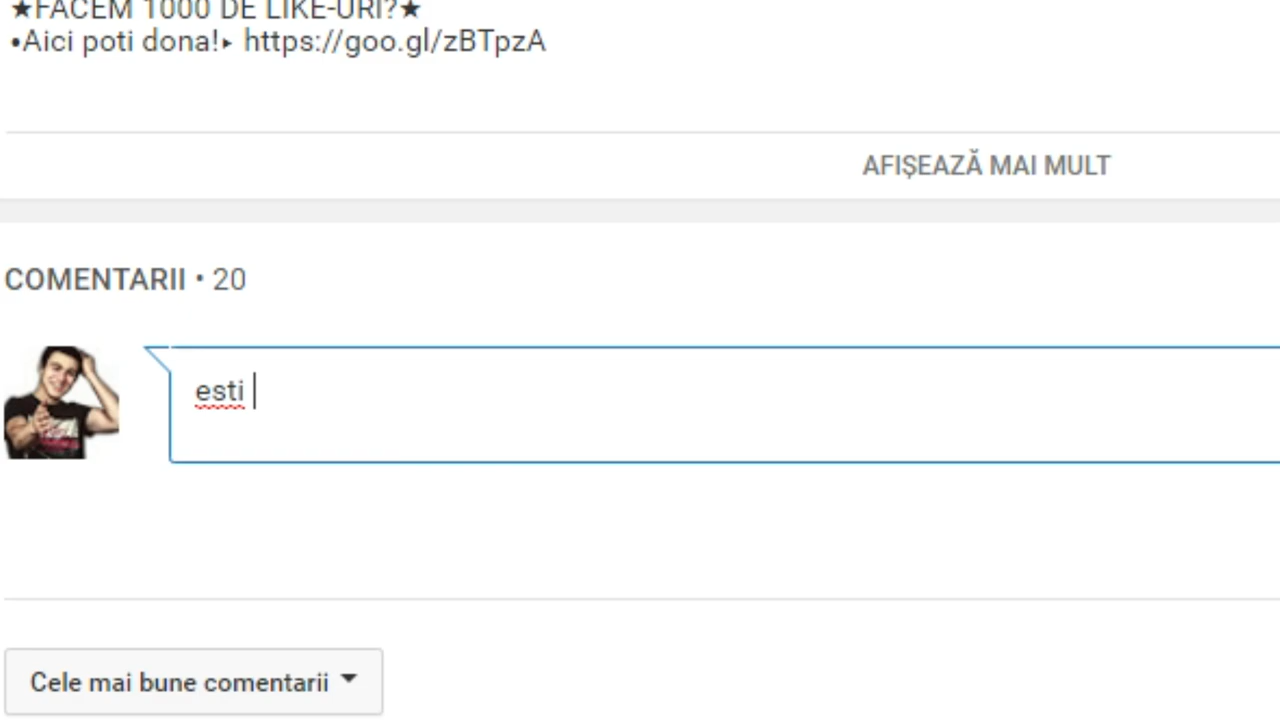 ★FACEM 1000 DE LIKE-URI?★
•Aici poti dona!▸ https://goo.gl/zBTpzA
AFIȘEAZĂ MAI MULT
COMENTARII • 20
esti
Cele mai bune comentarii